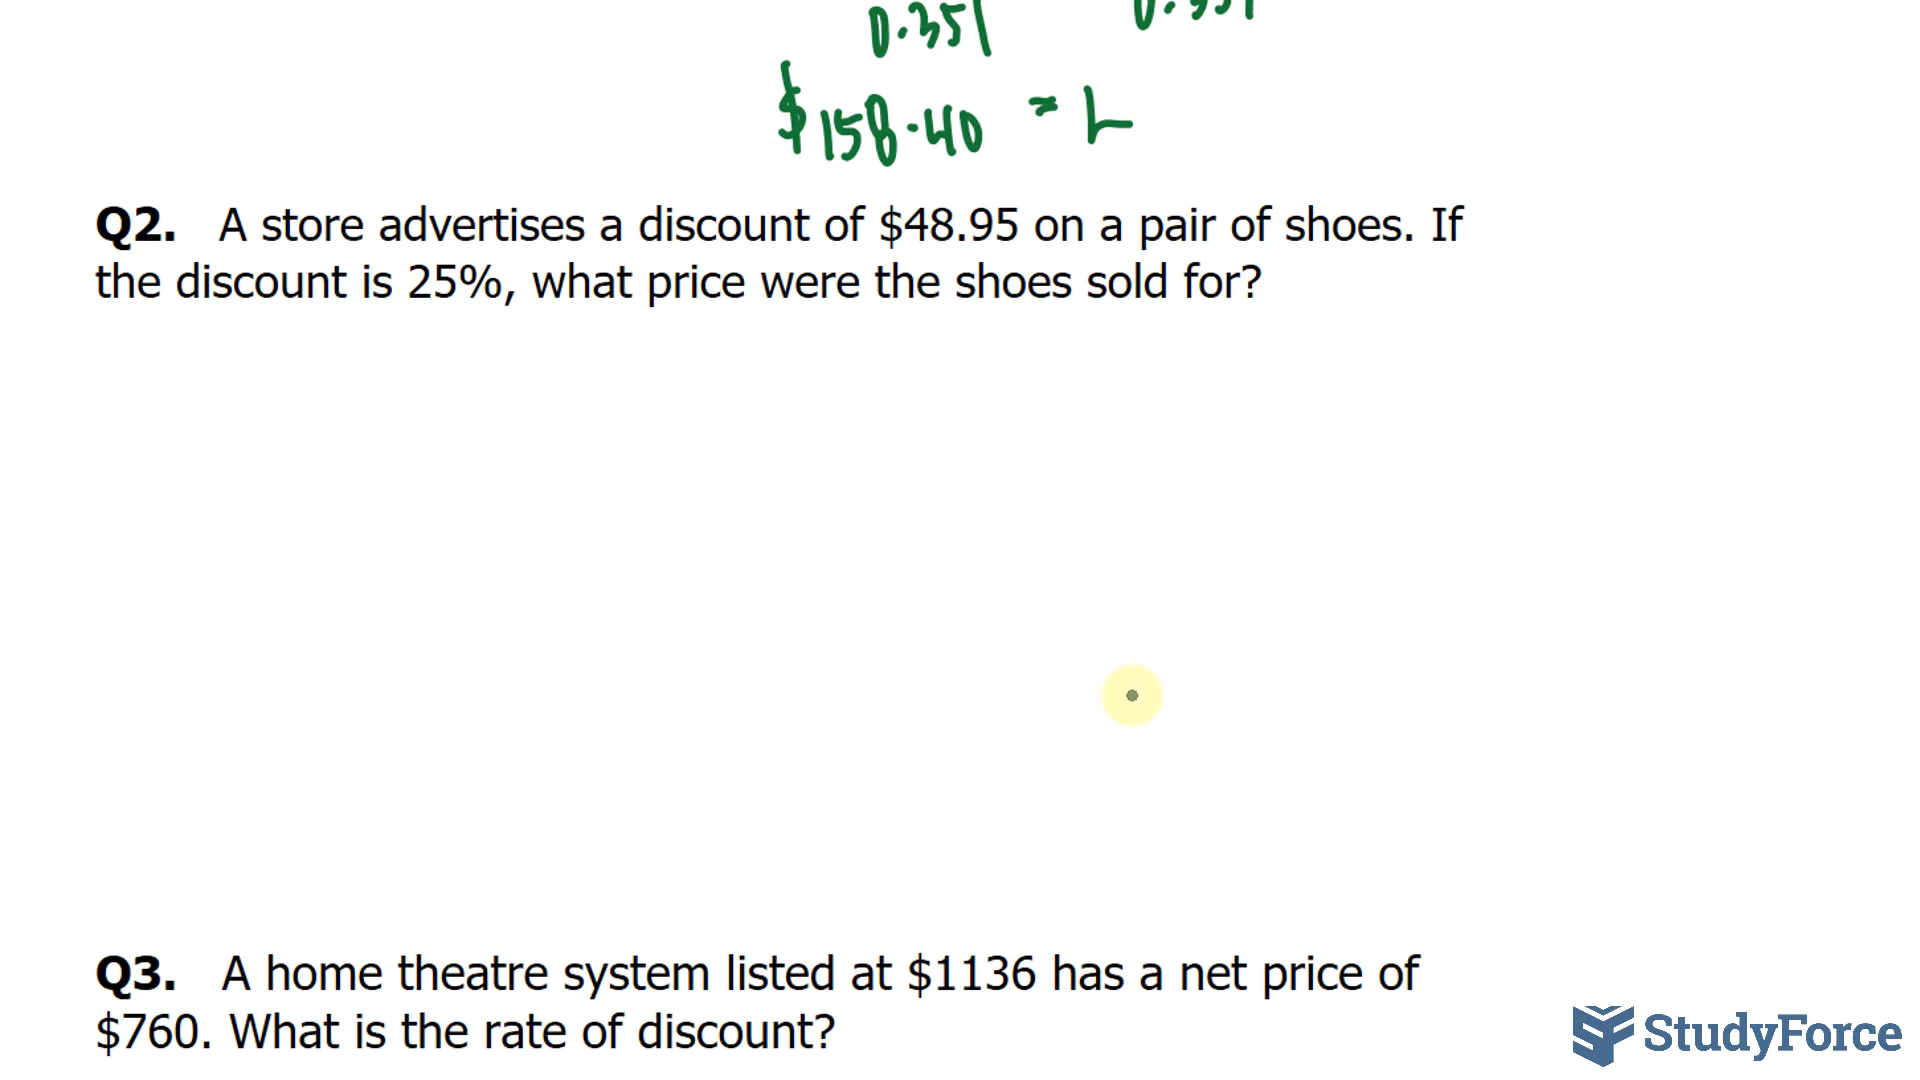 0.351
$158.40 = L
Q2. A store advertises a discount of $48.95 on a pair of shoes. If
the discount is 25%, what price were the shoes sold for?
Q3. A home theatre system listed at $1136 has a net price of
$760. What is the rate of discount?
StudyForce